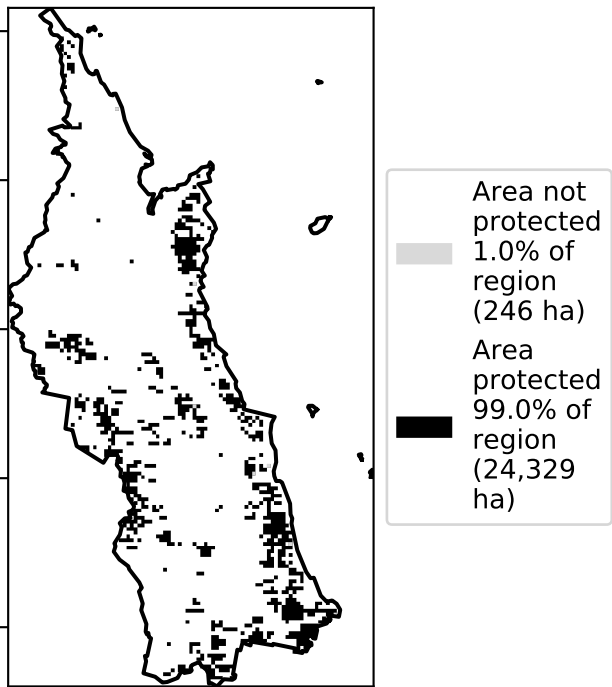 Area not
protected
1.0% of
region
(246 ha)
Area
protected
99.0% of
region
(24,329
ha)